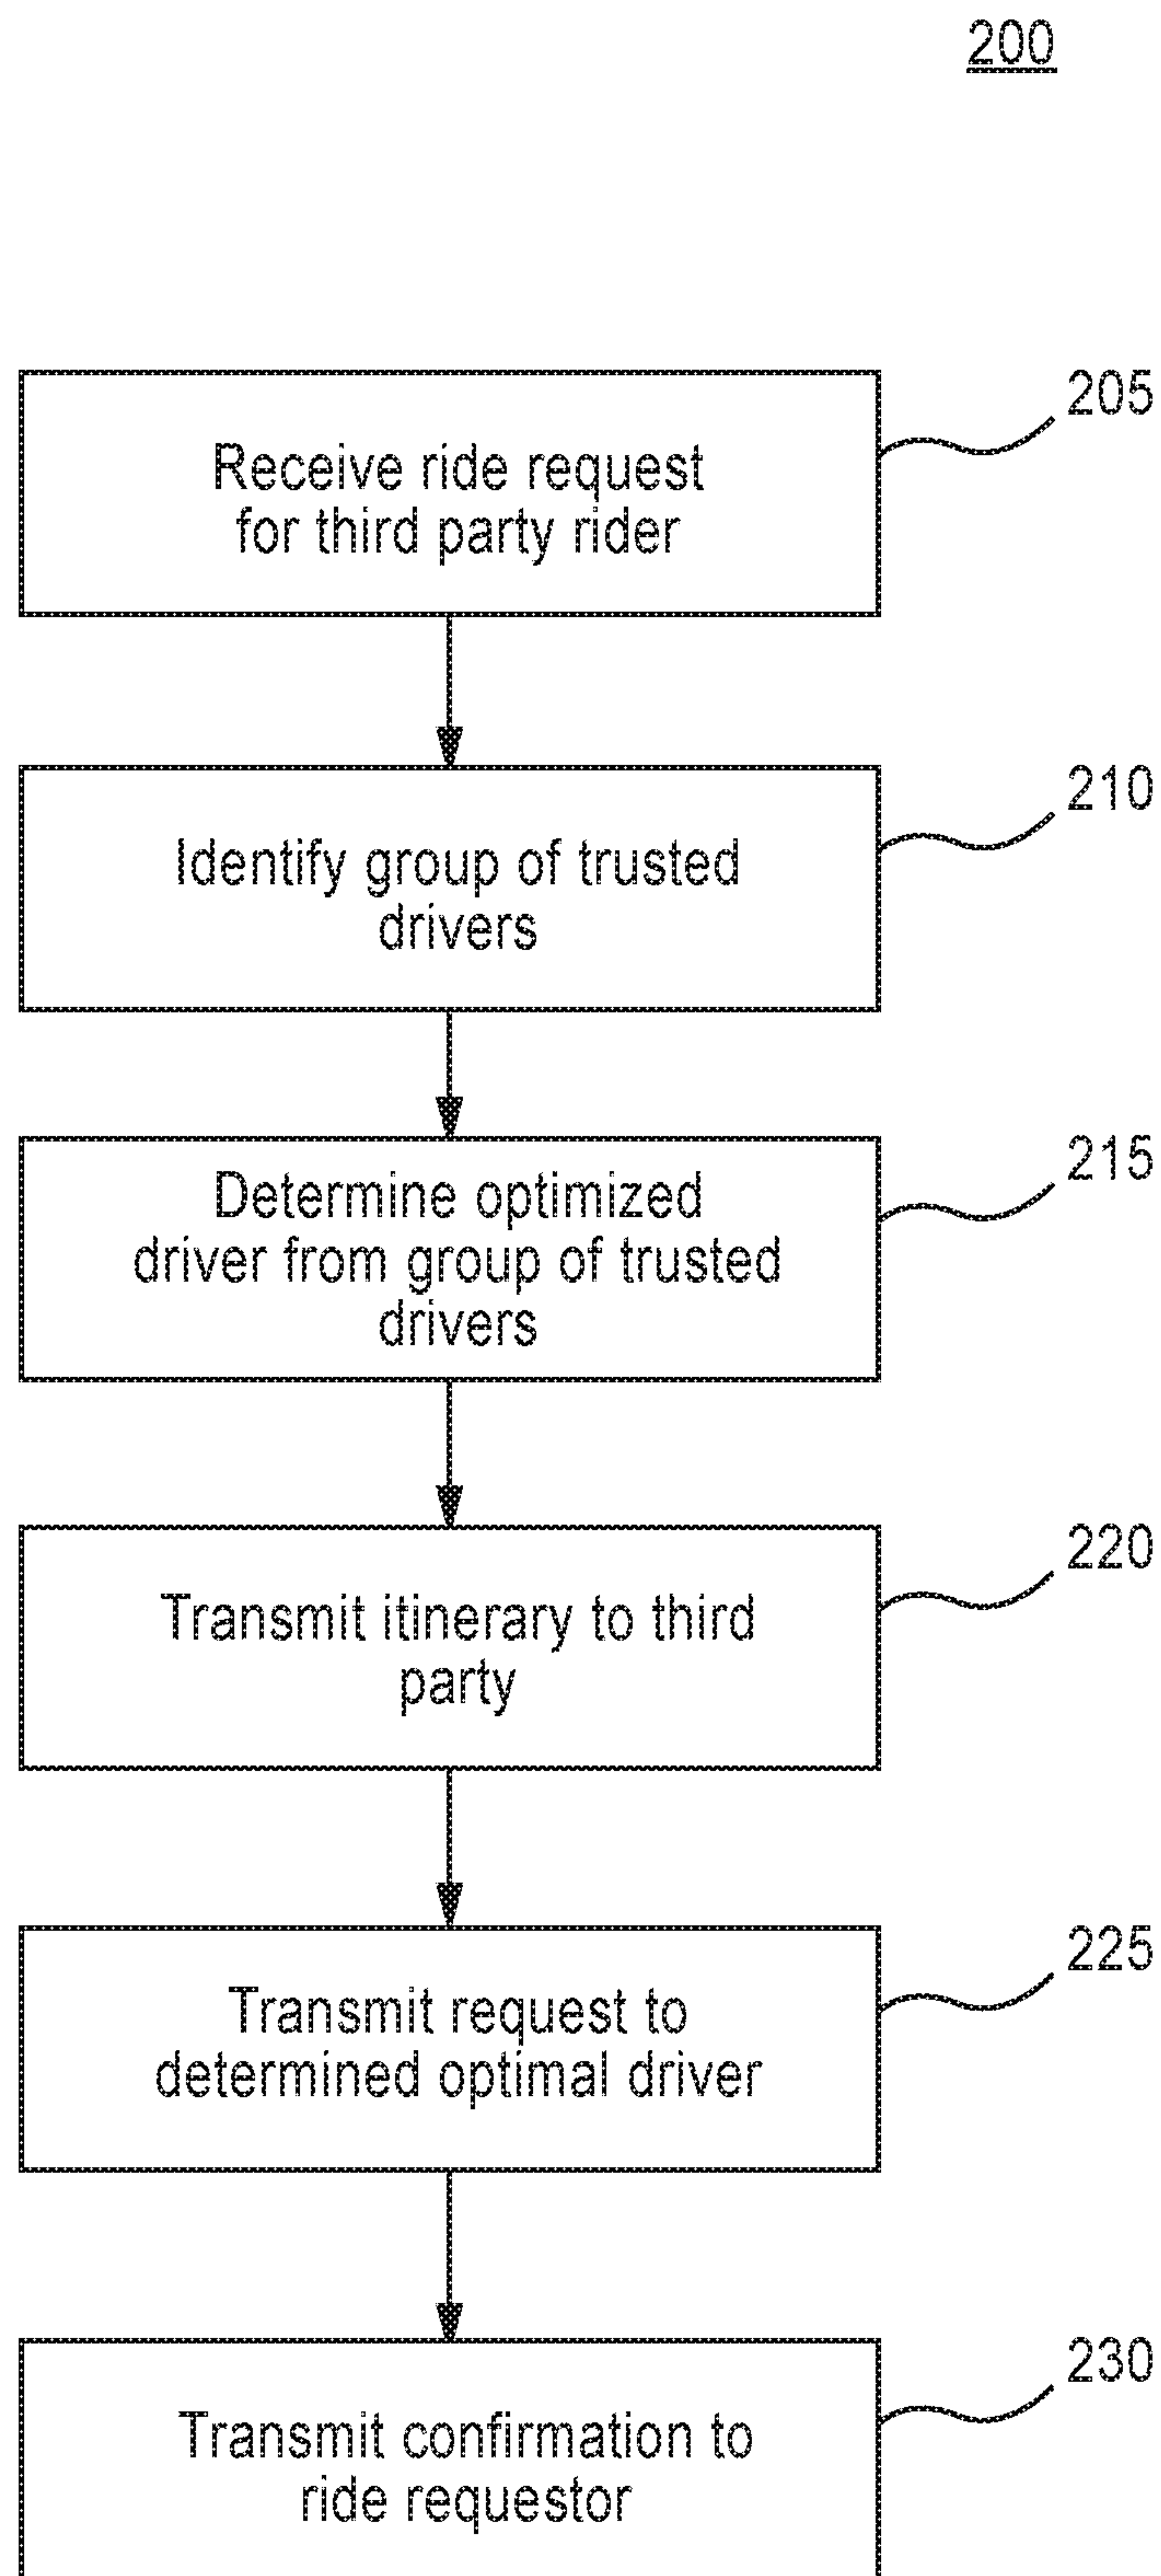 200
205
Receive ride request
for third party rider
210
Identify group of trusted
drivers
215
Determine optimized
driver from group of trusted
drivers
220
Transmit itinerary to third
party
225
Transmit request to
determined optimal driver
230
Transmit confirmation to
ride requestor